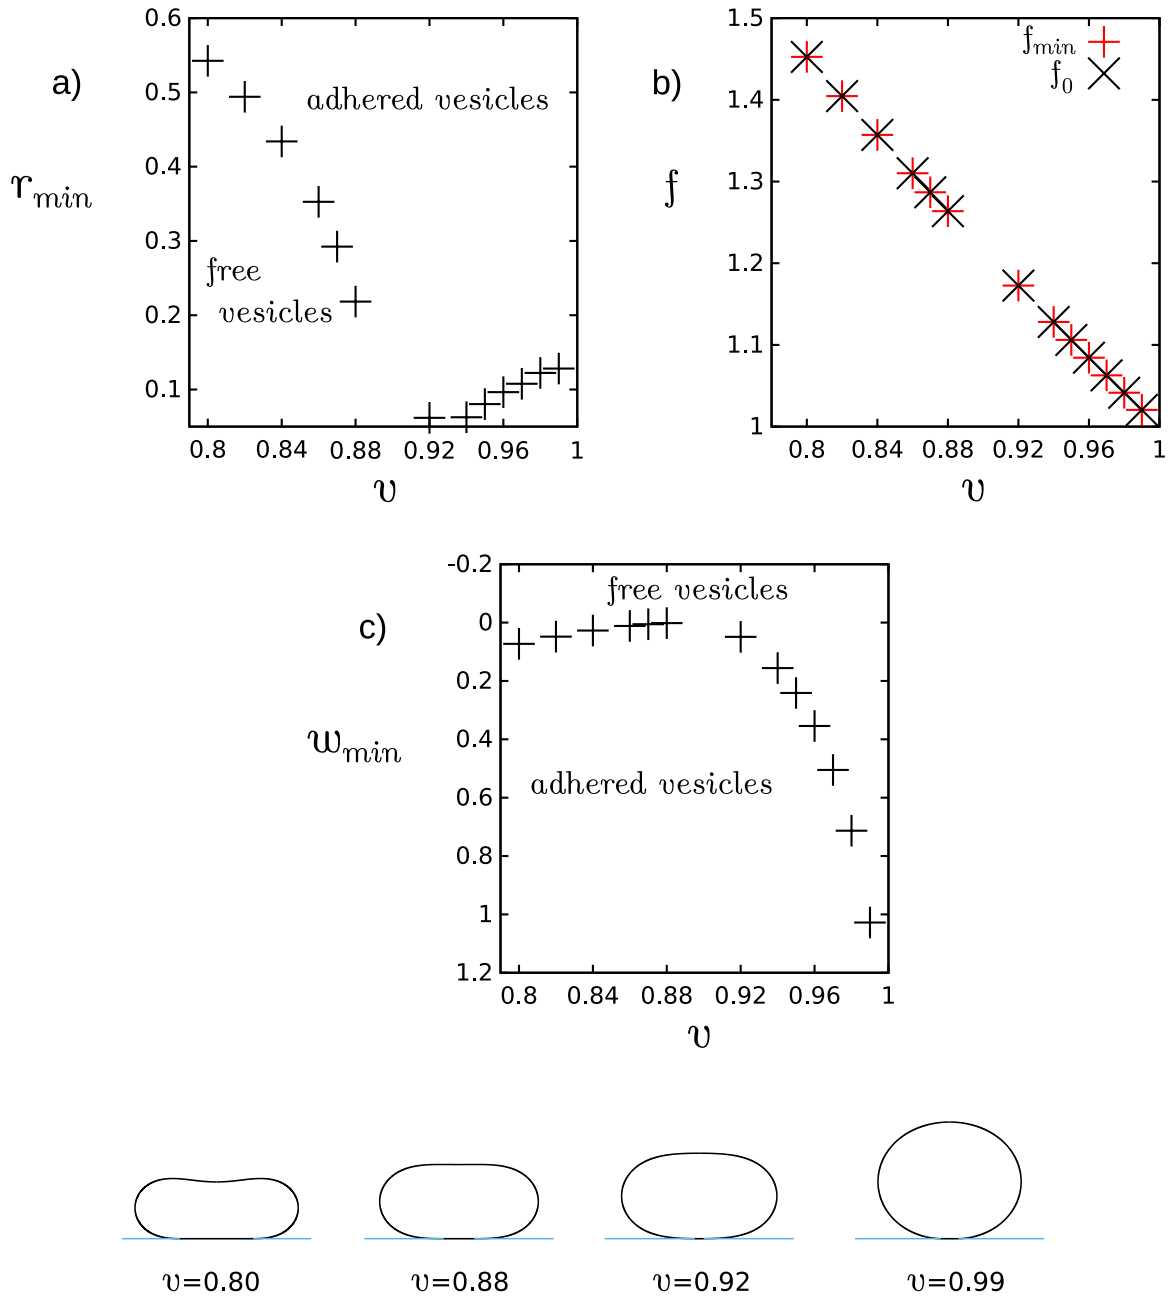 a)
r_min
0.6
0.5
0.4
0.3
0.2
0.1
adhered vesicles
free
vesicles
0.8 0.84 0.88 0.92 0.96 1
υ
b)
f
1.5
1.4
1.3
1.2
1.1
1
f_min
f_0
0.8 0.84 0.88 0.92 0.96 1
υ
c)
w_min
-0.2
0
0.2
0.4
0.6
0.8
1
1.2
free vesicles
adhered vesicles
0.8 0.84 0.88 0.92 0.96 1
υ
υ=0.80 υ=0.88 υ=0.92 υ=0.99